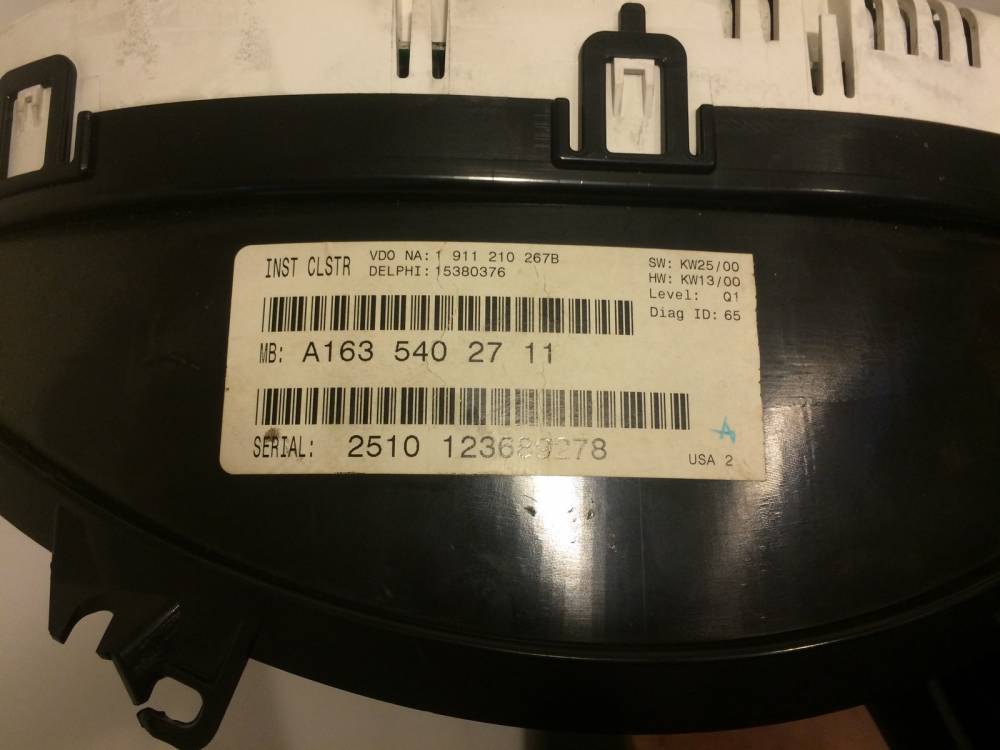 INST CLSTR
VDO NA: 1 911 210 267B
DELPHI: 15380376
SW: KW25/00
HW: KW13/00
Level: Q1
Diag ID: 65
MB: A163 540 27 11
SERIAL: 2510
A
USA 2